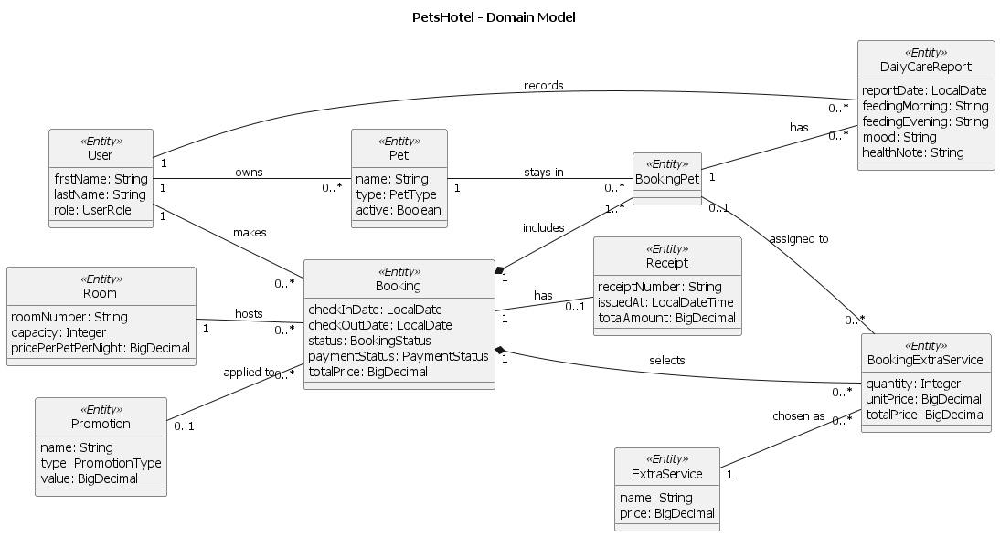 PetsHotel - Domain Model
«Entity»
DailyCareReport
reportDate: LocalDate
feedingMorning: String
feedingEvening: String
mood: String
healthNote: String
records
1
0..*
has
1
0..*
«Entity»
User
firstName: String
lastName: String
role: UserRole
owns
1
0..*
«Entity»
Pet
name: String
type: PetType
active: Boolean
stays in
1
0..*
«Entity»
BookingPet
makes
1
0..*
includes
1
1..*
assigned to
0..1
0..*
«Entity»
Room
roomNumber: String
capacity: Integer
pricePerPetPerNight: BigDecimal
hosts
1
0..*
«Entity»
Booking
checkInDate: LocalDate
checkOutDate: LocalDate
status: BookingStatus
paymentStatus: PaymentStatus
totalPrice: BigDecimal
has
1
0..1
«Entity»
Receipt
receiptNumber: String
issuedAt: LocalDateTime
totalAmount: BigDecimal
selects
1
0..*
«Entity»
BookingExtraService
quantity: Integer
unitPrice: BigDecimal
totalPrice: BigDecimal
applied to
0..1
0..*
«Entity»
Promotion
name: String
type: PromotionType
value: BigDecimal
chosen as
1
0..*
«Entity»
ExtraService
name: String
price: BigDecimal